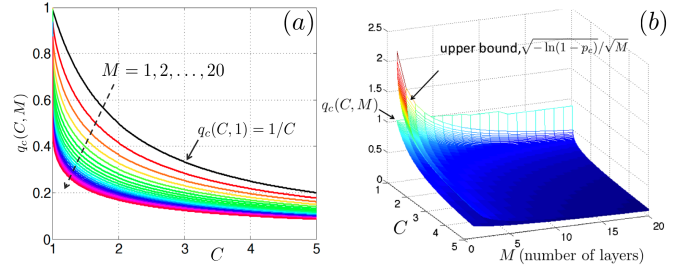 (a)
1
0.8
0.6
0.4
0.2
0
q_c(C, M)
M = 1, 2, ..., 20
q_c(C, 1) = 1/C
1
2
3
4
5
C
(b)
2.5
2
1.5
1
0.5
0
upper bound, √(−ln(1 − p_c))/√M
q_c(C, M)
1
2
3
4
5
C
0
5
10
15
20
M (number of layers)